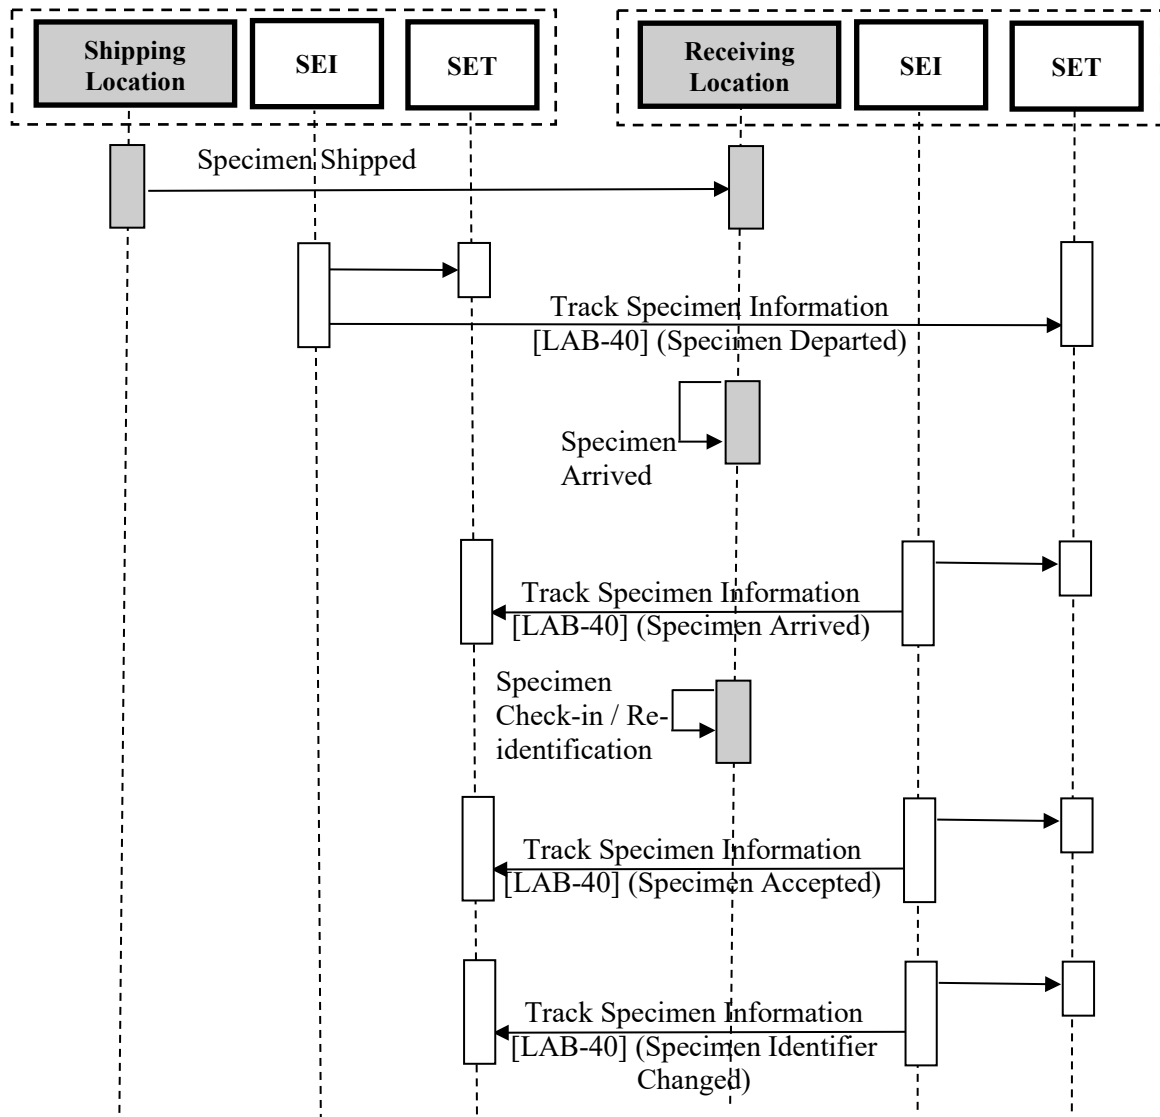 Shipping
Location
SEI
SET
Receiving
Location
SEI
SET
Specimen Shipped
Track Specimen Information
[LAB-40] (Specimen Departed)
Specimen
Arrived
Track Specimen Information
[LAB-40] (Specimen Arrived)
Specimen
Check-in / Re-
identification
Track Specimen Information
[LAB-40] (Specimen Accepted)
Track Specimen Information
[LAB-40] (Specimen Identifier
Changed)